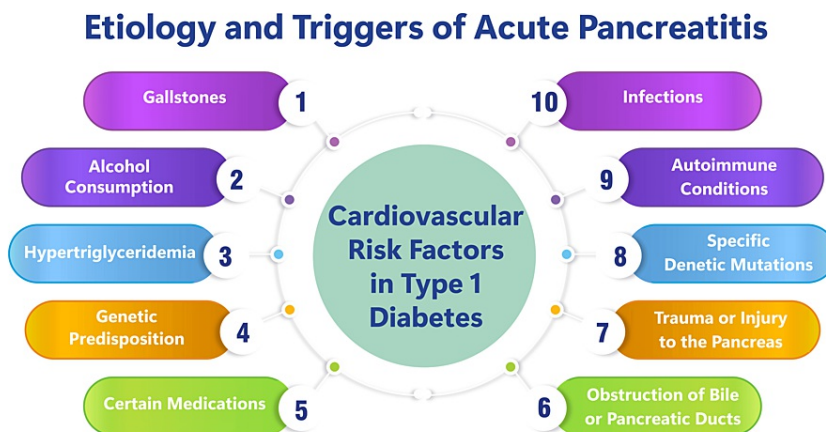 Etiology and Triggers of Acute Pancreatitis
Gallstones
1
Alcohol
Consumption
2
Hypertriglyceridemia
3
Genetic
Predisposition
4
Certain Medications
5
Cardiovascular
Risk Factors
in Type 1
Diabetes
10
Infections
9
Autoimmune
Conditions
8
Specific
Denetic Mutations
7
Trauma or Injury
to the Pancreas
6
Obstruction of Bile
or Pancreatic Ducts